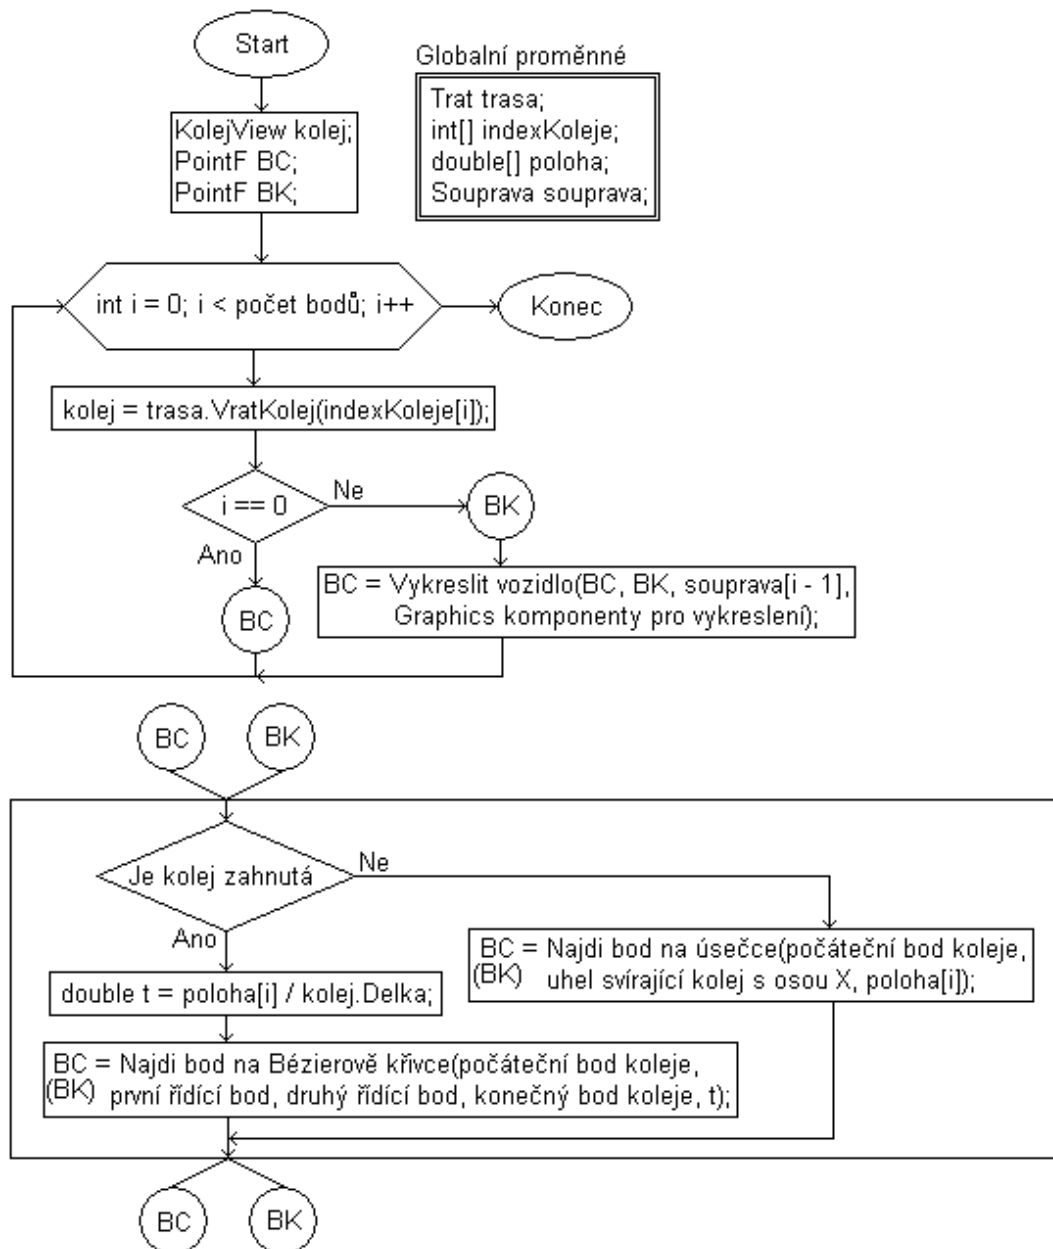 Start
Globalní proměnné
Trat trasa;
int[] indexKoleje;
double[] poloha;
Souprava souprava;
KolejView kolej;
PointF BC;
PointF BK;
int i = 0; i < počet bodů; i++
Konec
kolej = trasa.VratKolej(indexKoleje[i]);
i == 0
Ne
BK
Ano
BC
BC = Vykreslit vozidlo(BC, BK, souprava[i - 1],
Graphics komponenty pro vykreslení);
BC
BK
Je kolej zahnutá
Ne
Ano
BC = Najdi bod na úsečce(počáteční bod koleje,
(BK) uhel svírající kolej s osou X, poloha[i]);
double t = poloha[i] / kolej.Delka;
BC = Najdi bod na Bézierově křivce(počáteční bod koleje,
(BK) první řídící bod, druhý řídící bod, konečný bod koleje, t);
BC
BK